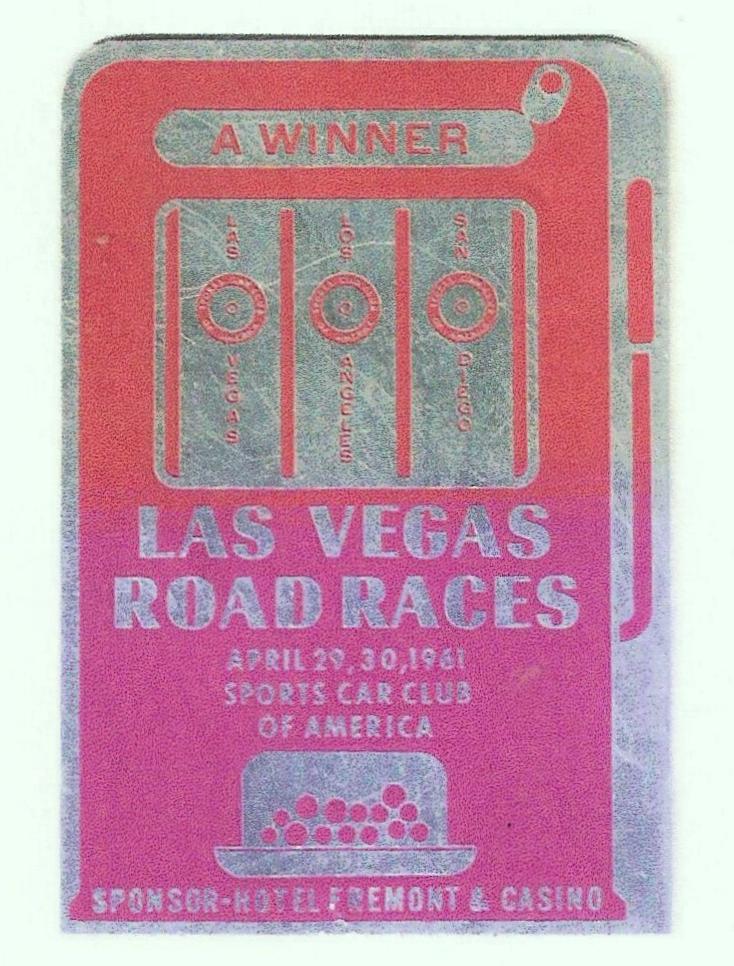 A WINNER
LAS VEGAS
LOS ANGELES
SAN DIEGO
LAS VEGAS
ROAD RACES
APRIL 29, 30, 1961
SPORTS CAR CLUB
OF AMERICA
SPONSOR-HOTEL FREMONT & CASINO